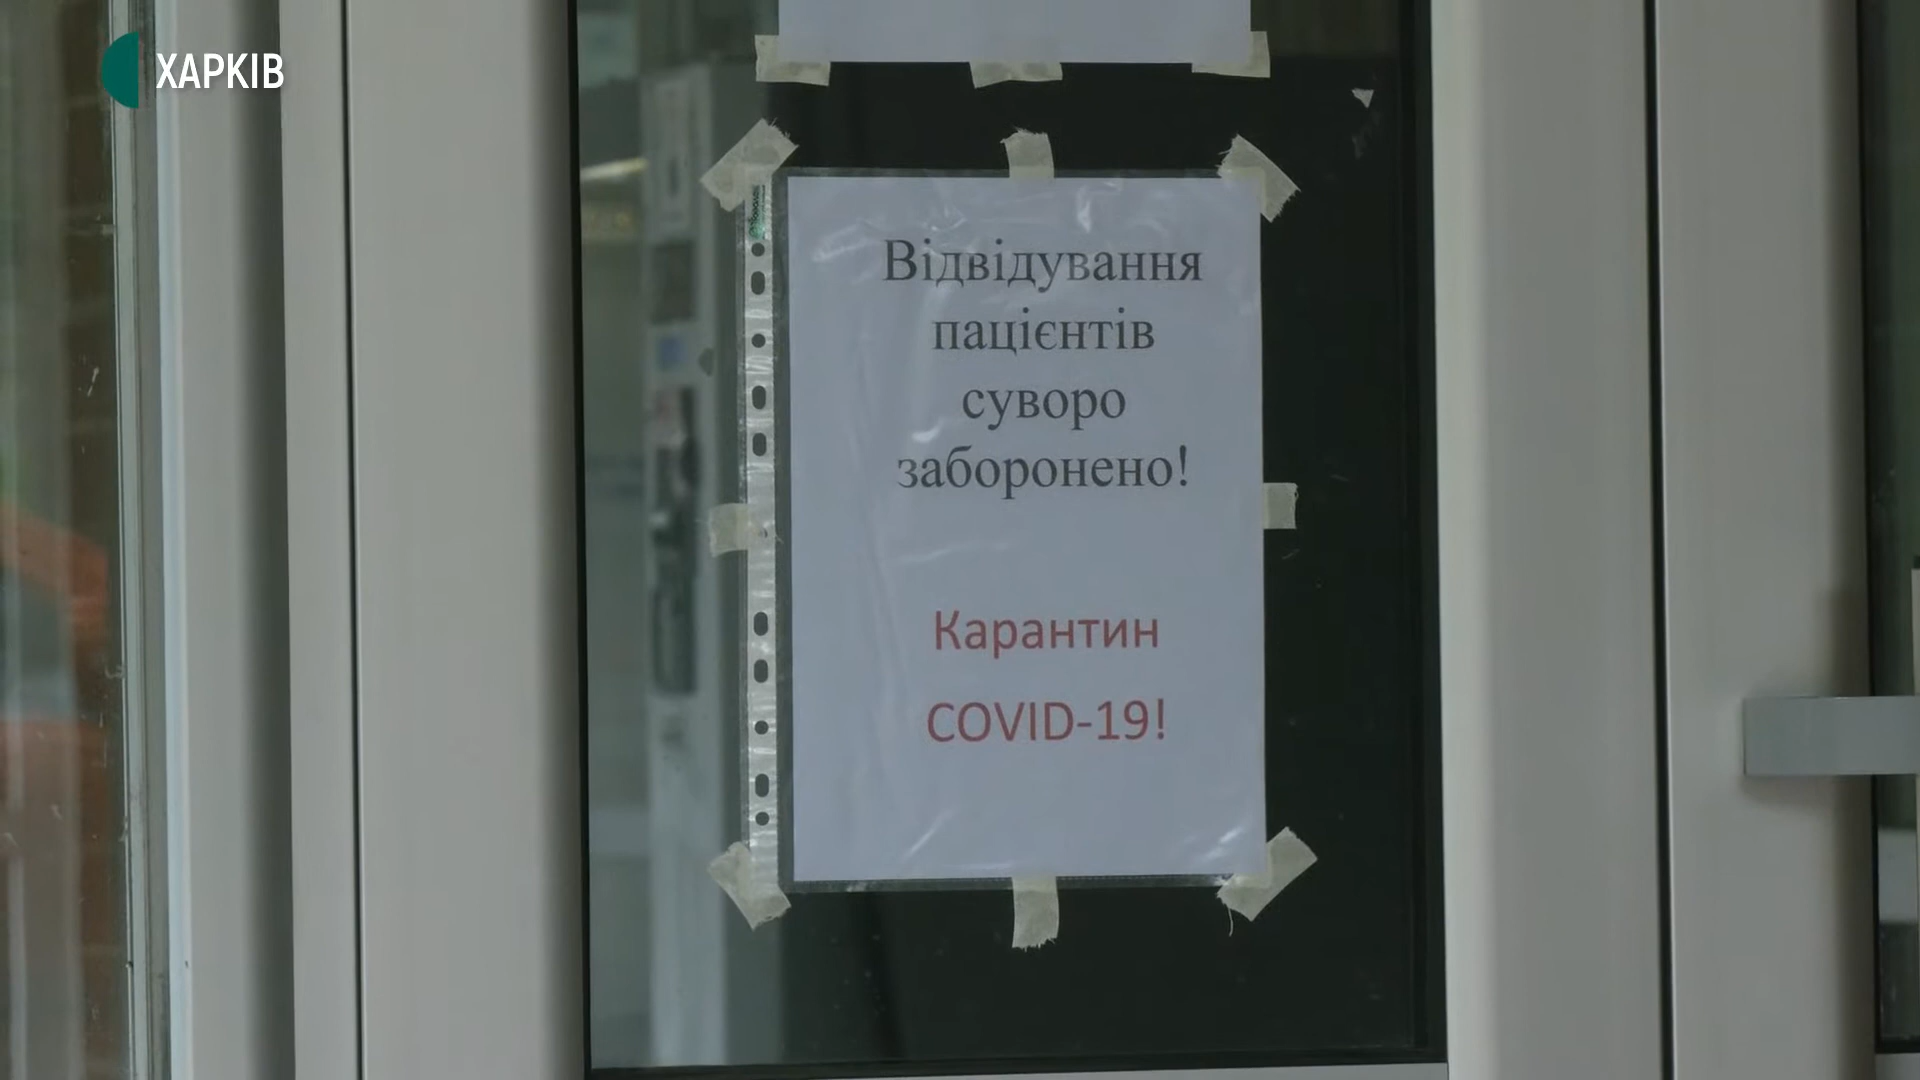 ХАРКІВ
Відвідування
пацієнтів
суворо
заборонено!
Карантин
COVID-19!